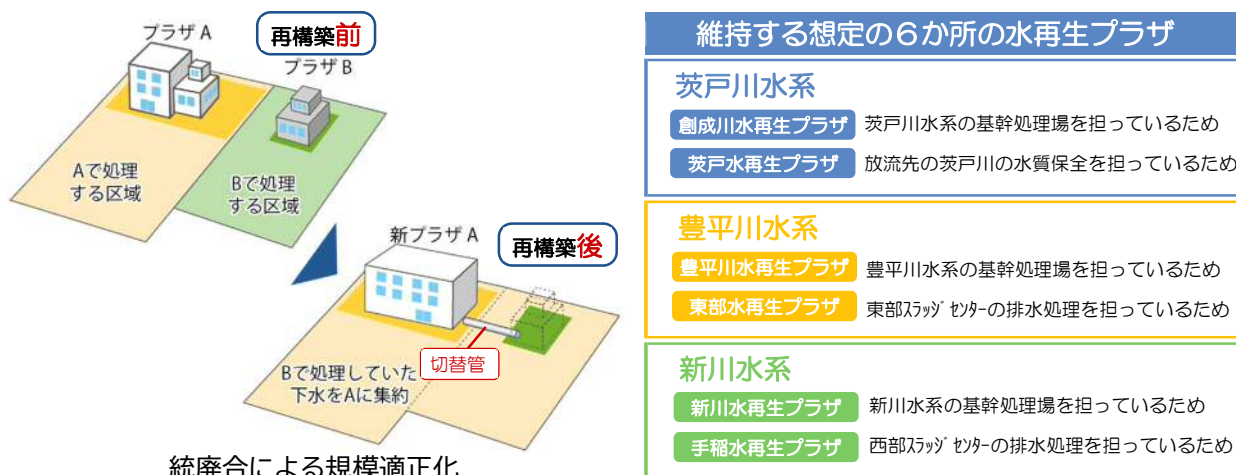 プラザ A
再構築前
プラザ B
Aで処理
する区域
Bで処理
する区域
新プラザ A
再構築後
切替管
Bで処理していた
下水をAに集約
統廃合による規模適正化
維持する想定の6か所の水再生プラザ
茨戸川水系
創成川水再生プラザ 茨戸川水系の基幹処理場を担っているため
茨戸水再生プラザ 放流先の茨戸川の水質保全を担っているため
豊平川水系
豊平川水再生プラザ 豊平川水系の基幹処理場を担っているため
東部水再生プラザ 東部ｽﾗｯｼﾞｾﾝﾀｰの排水処理を担っているため
新川水系
新川水再生プラザ 新川水系の基幹処理場を担っているため
手稲水再生プラザ 西部ｽﾗｯｼﾞｾﾝﾀｰの排水処理を担っているため